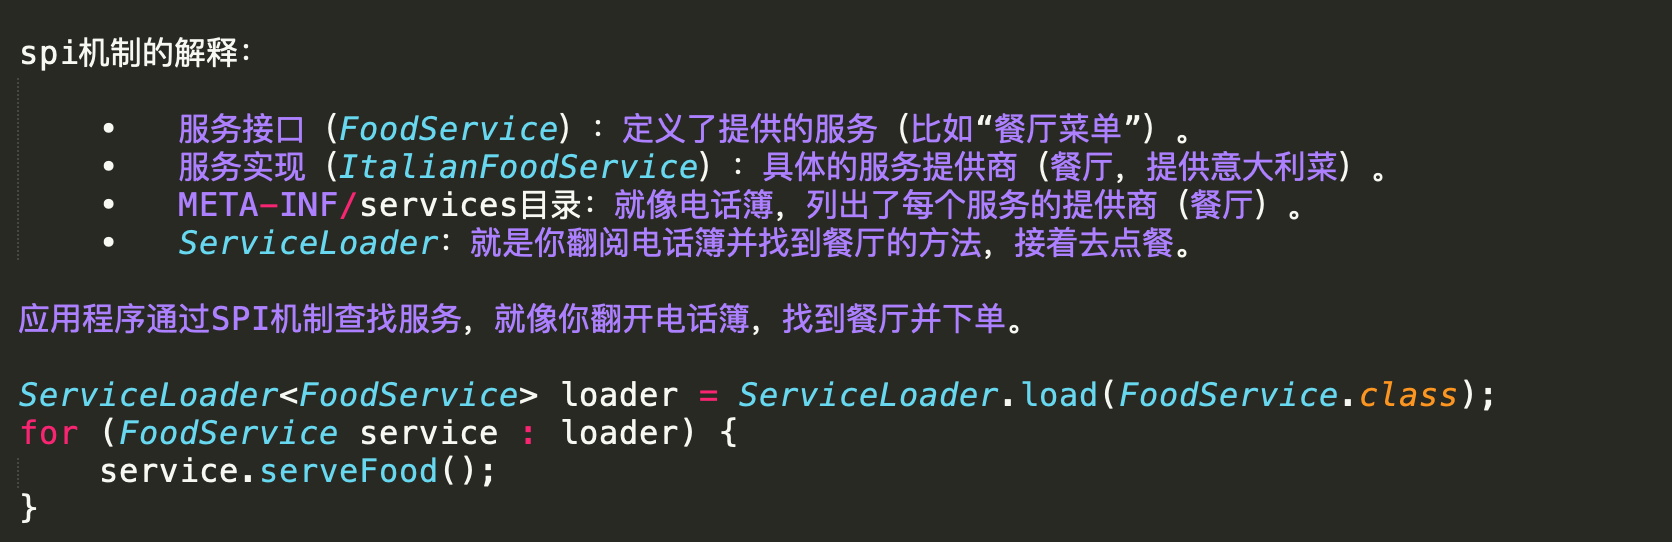 spi机制的解释：
• 服务接口（FoodService）：定义了提供的服务（比如“餐厅菜单”）。
• 服务实现（ItalianFoodService）：具体的服务提供商（餐厅，提供意大利菜）。
• META-INF/services目录：就像电话簿，列出了每个服务的提供商（餐厅）。
• ServiceLoader：就是你翻阅电话簿并找到餐厅的方法，接着去点餐。
应用程序通过SPI机制查找服务，就像你翻开电话簿，找到餐厅并下单。
ServiceLoader<FoodService> loader = ServiceLoader.load(FoodService.class);
for (FoodService service : loader) {
    service.serveFood();
}